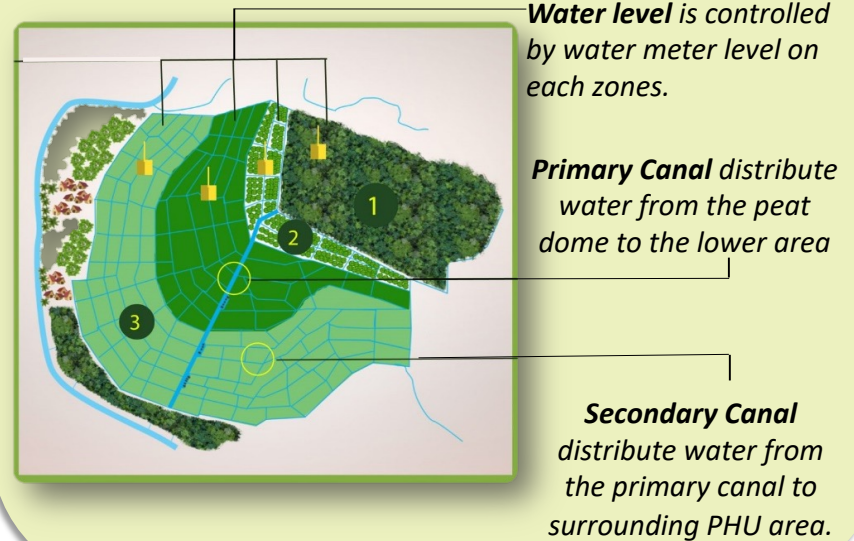 Water level is controlled
by water meter level on
each zones.
Primary Canal distribute
water from the peat
dome to the lower area
Secondary Canal
distribute water from
the primary canal to
surrounding PHU area.
1
2
3